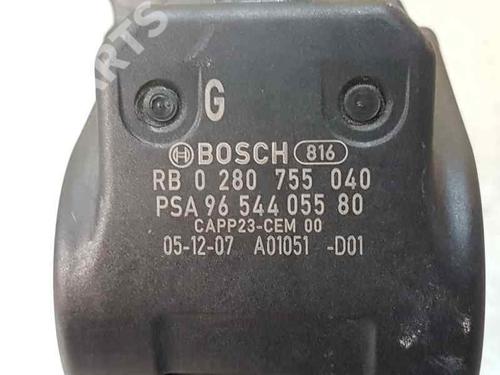 PARTS
G
BOSCH 816
RB 0 280 755 040
PSA 96 544 055 80
CAPP23-CEM 00
05-12-07 A01051 -D01